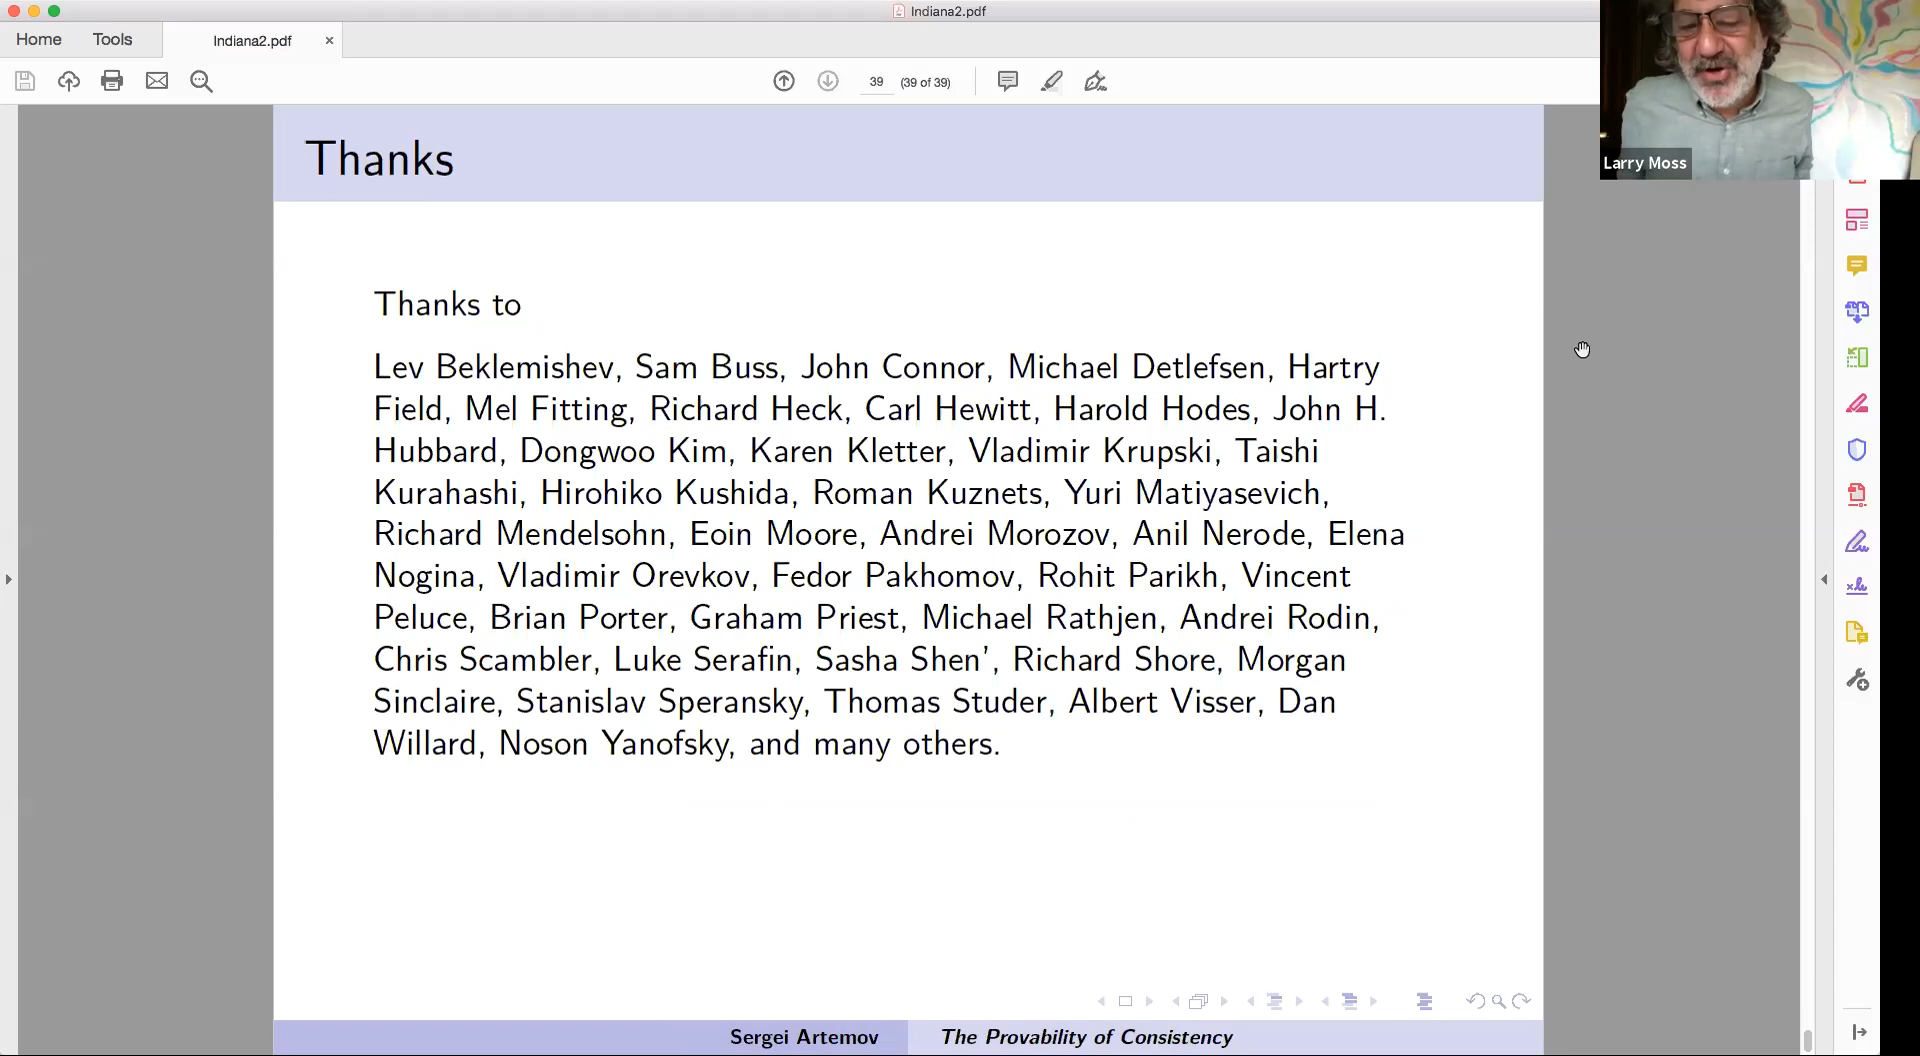 Indiana2.pdf
Home Tools Indiana2.pdf ×
39 (39 of 39)
Larry Moss
Thanks
Thanks to
Lev Beklemishev, Sam Buss, John Connor, Michael Detlefsen, Hartry
Field, Mel Fitting, Richard Heck, Carl Hewitt, Harold Hodes, John H.
Hubbard, Dongwoo Kim, Karen Kletter, Vladimir Krupski, Taishi
Kurahashi, Hirohiko Kushida, Roman Kuznets, Yuri Matiyasevich,
Richard Mendelsohn, Eoin Moore, Andrei Morozov, Anil Nerode, Elena
Nogina, Vladimir Orevkov, Fedor Pakhomov, Rohit Parikh, Vincent
Peluce, Brian Porter, Graham Priest, Michael Rathjen, Andrei Rodin,
Chris Scambler, Luke Serafin, Sasha Shen', Richard Shore, Morgan
Sinclaire, Stanislav Speransky, Thomas Studer, Albert Visser, Dan
Willard, Noson Yanofsky, and many others.
Sergei Artemov The Provability of Consistency